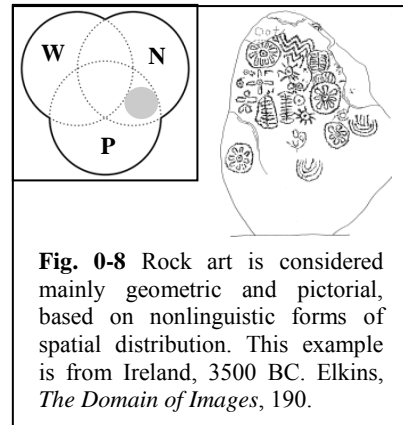 W N
P
Fig. 0-8 Rock art is considered
mainly geometric and pictorial,
based on nonlinguistic forms of
spatial distribution. This example
is from Ireland, 3500 BC. Elkins,
The Domain of Images, 190.